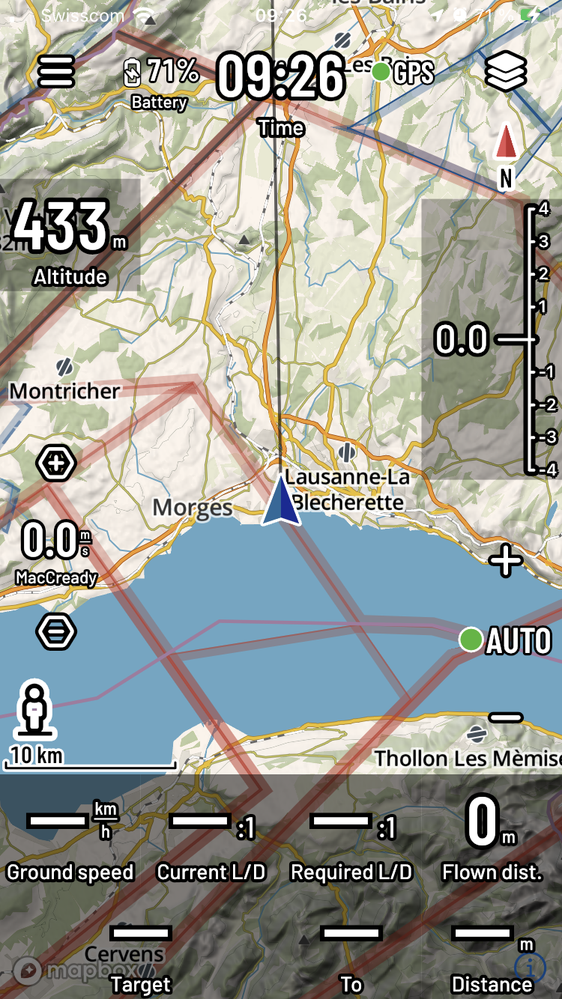 Swisscom
09:26
71 %
71%
Battery
09:26
Time
GPS
N
433 m
Altitude
4
3
2
1
0.0
-1
-2
-3
-4
Montricher
Lausanne-La
Blecherette
Morges
0.0 m/s
MacCready
AUTO
10 km
Thollon Les Mèmise
km/h
:1
:1
0 m
Ground speed
Current L/D
Required L/D
Flown dist.
m
Cervens
mapbox
Target
To
Distance